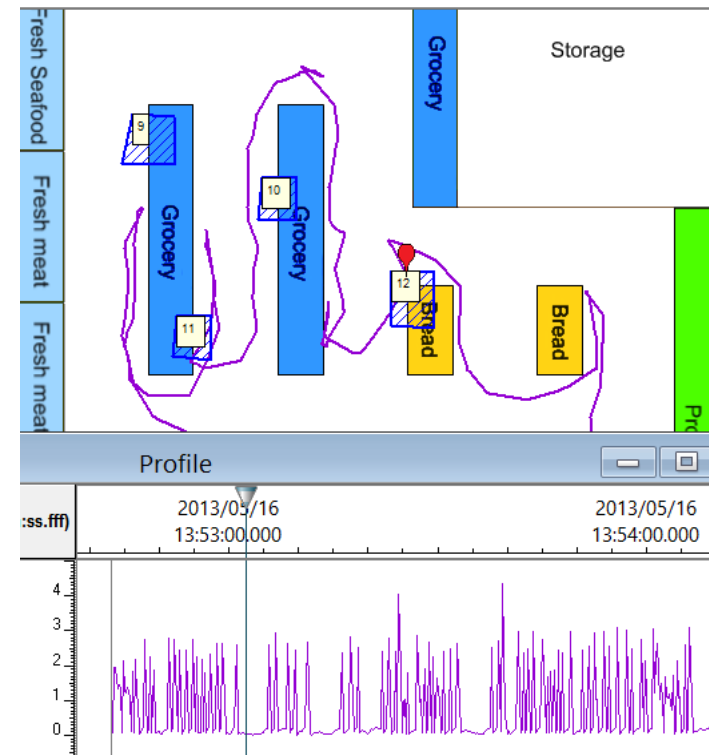 Fresh Seafood
Fresh meat
Fresh meat
Grocery
Grocery
Grocery
Storage
9
10
11
12
Bread
Bread
Pro
Profile
:ss.fff)
2013/05/16
13:53:00.000
2013/05/16
13:54:00.000
4
3
2
1
0